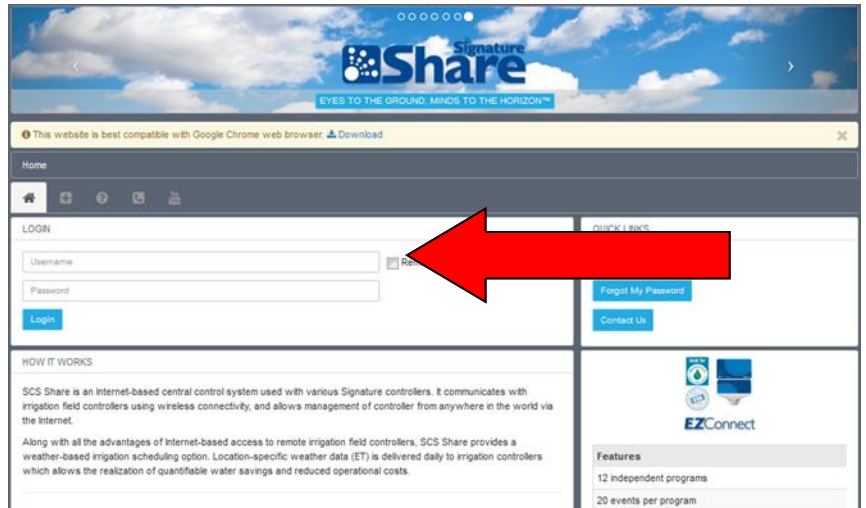 Signature
Share
EYES TO THE GROUND, MINDS TO THE HORIZON™
This website is best compatible with Google Chrome web browser. Download
Home
LOGIN
Username
Password
Login
QUICK LINKS
Forgot My Password
Contact Us
HOW IT WORKS
SCS Share is an Internet-based central control system used with various Signature controllers. It communicates with
irrigation field controllers using wireless connectivity, and allows management of controller from anywhere in the world via
the Internet.
Along with all the advantages of Internet-based access to remote irrigation field controllers, SCS Share provides a
weather-based irrigation scheduling option. Location-specific weather data (ET) is delivered daily to irrigation controllers
which allows the realization of quantifiable water savings and reduced operational costs.
EZConnect
Features
12 independent programs
20 events per program